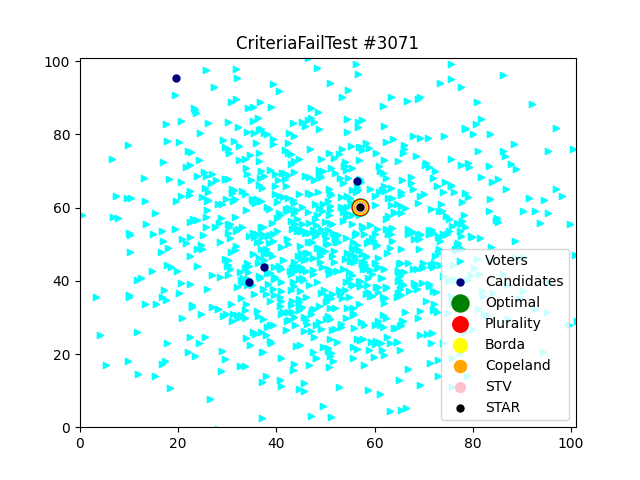 CriteriaFailTest #3071
100
80
60
40
20
0
0
20
40
60
80
100
Voters
Candidates
Optimal
Plurality
Borda
Copeland
STV
STAR